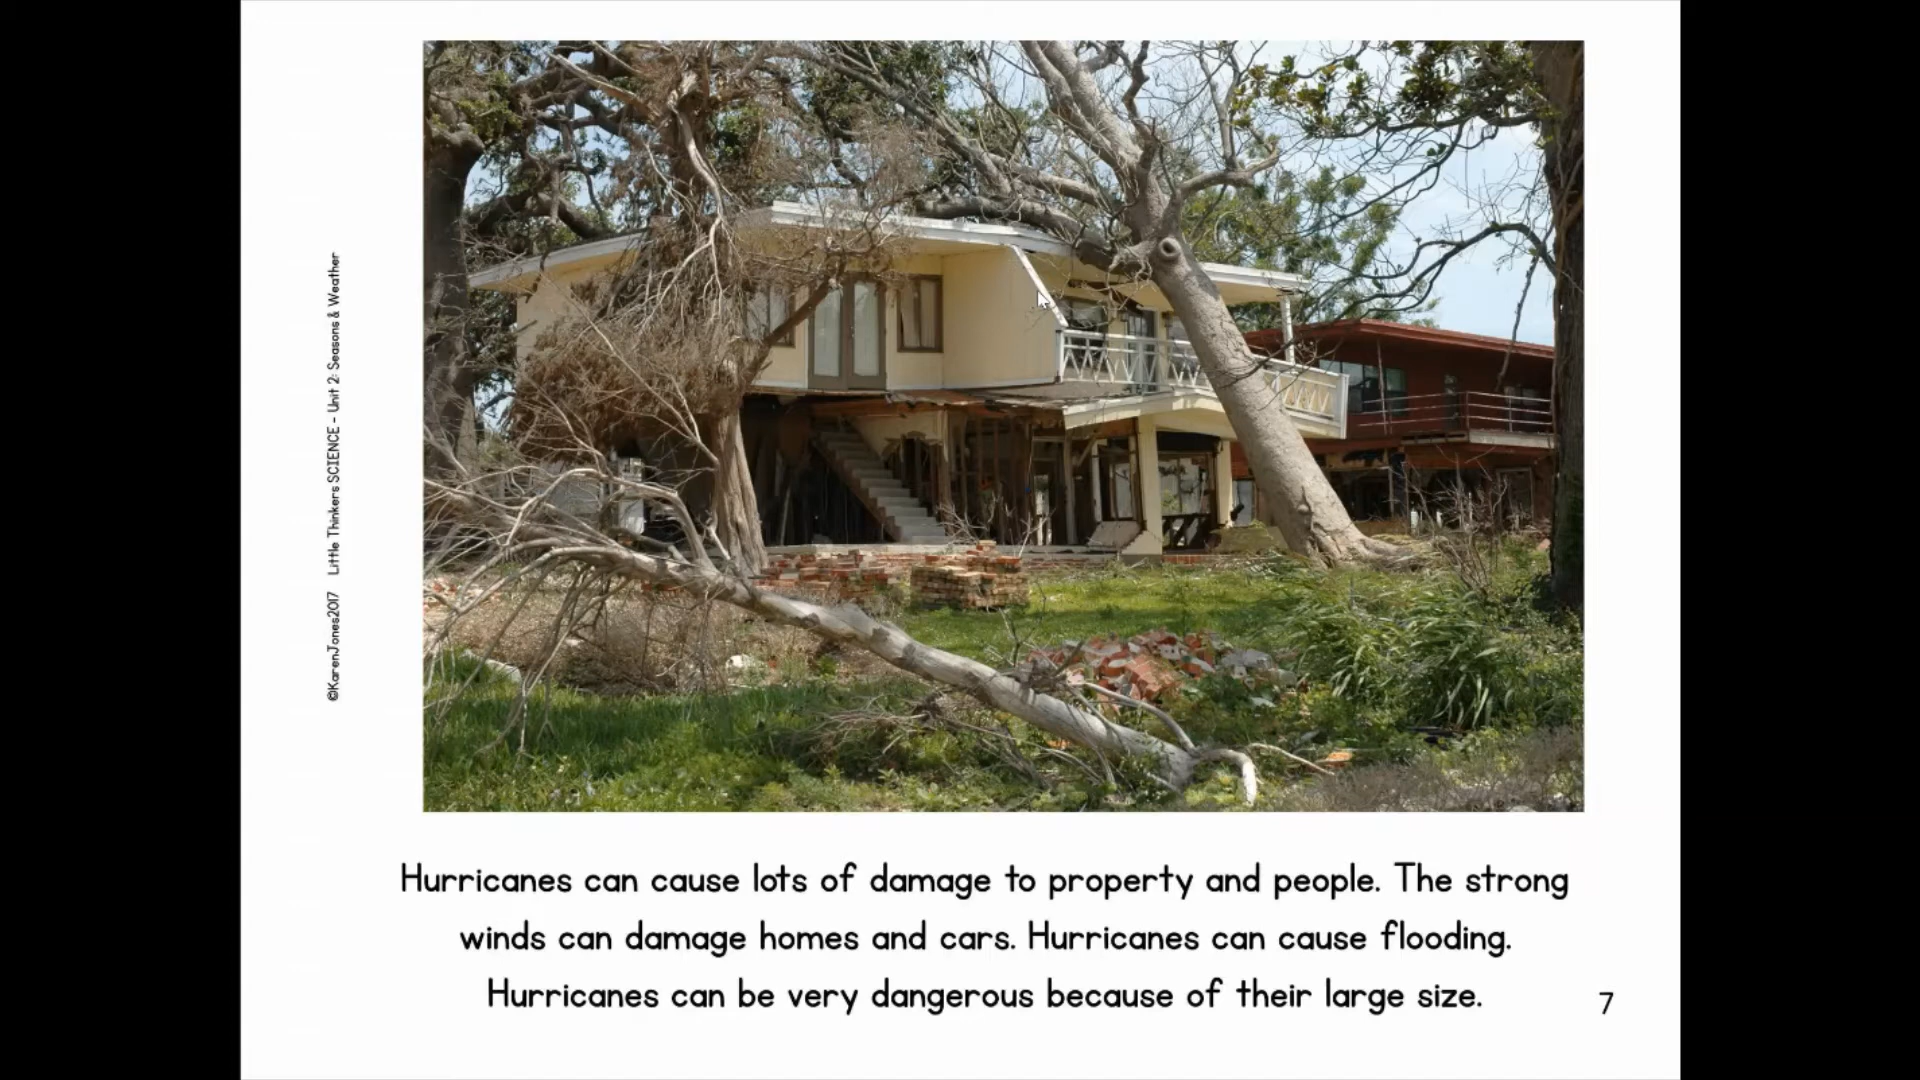 ©KarenJones2017 Little Thinkers SCIENCE - Unit 2: Seasons & Weather
Hurricanes can cause lots of damage to property and people. The strong
winds can damage homes and cars. Hurricanes can cause flooding.
Hurricanes can be very dangerous because of their large size.
7